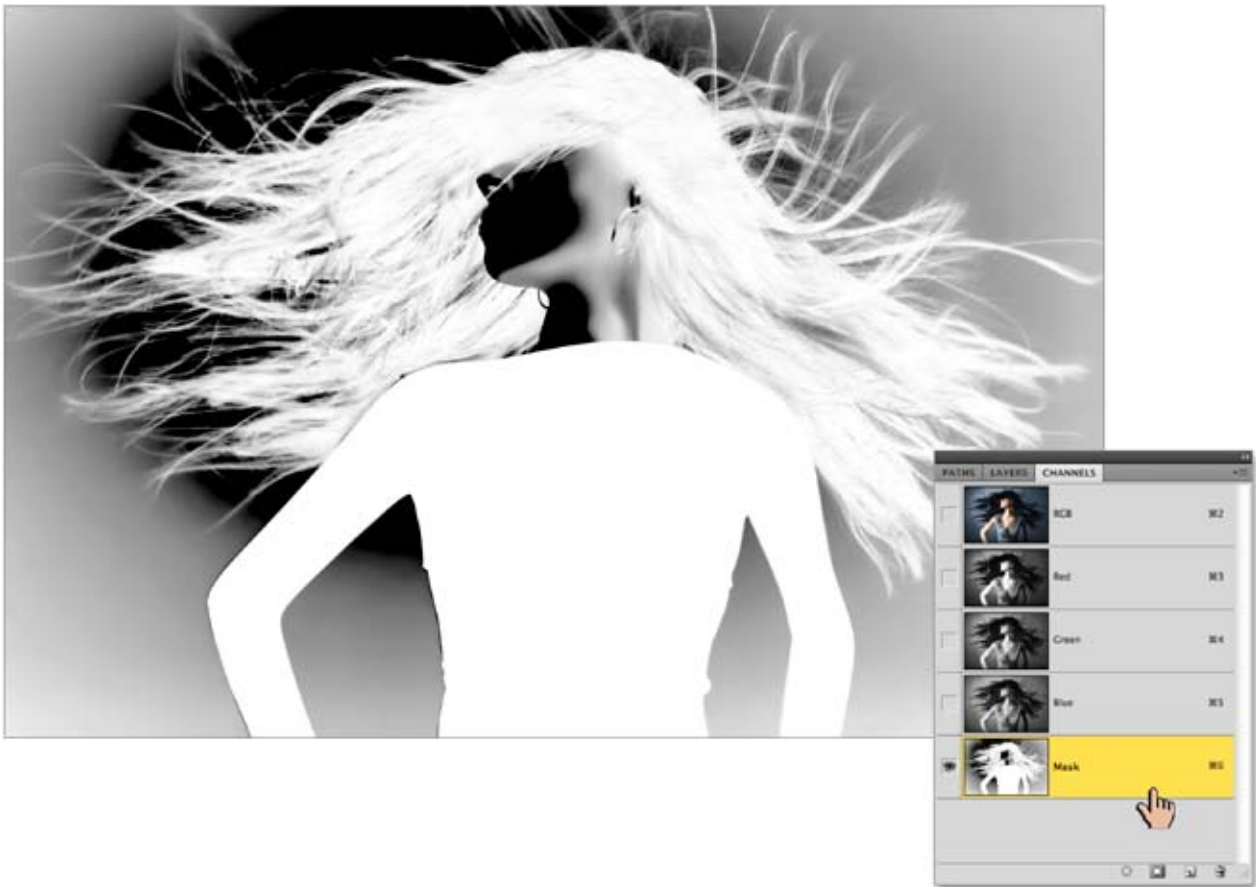 PATHS LAYERS CHANNELS
RGB ⌘2
Red ⌘3
Green ⌘4
Blue ⌘5
Mask ⌘6